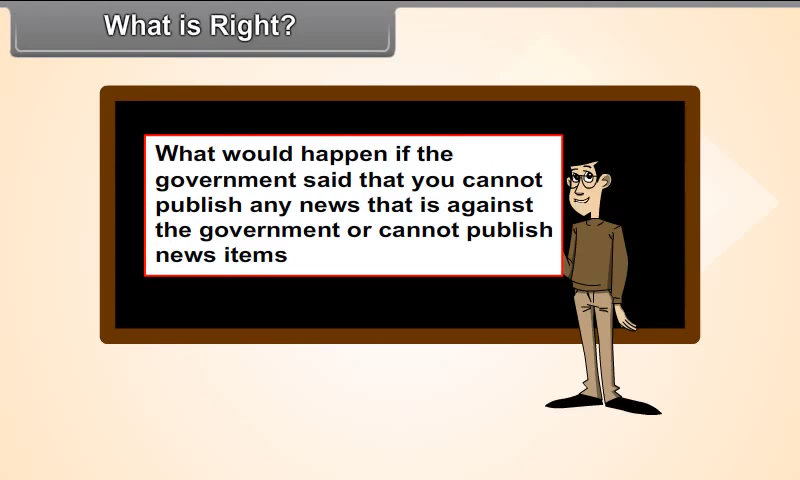 What is Right?
What would happen if the
government said that you cannot
publish any news that is against
the government or cannot publish
news items